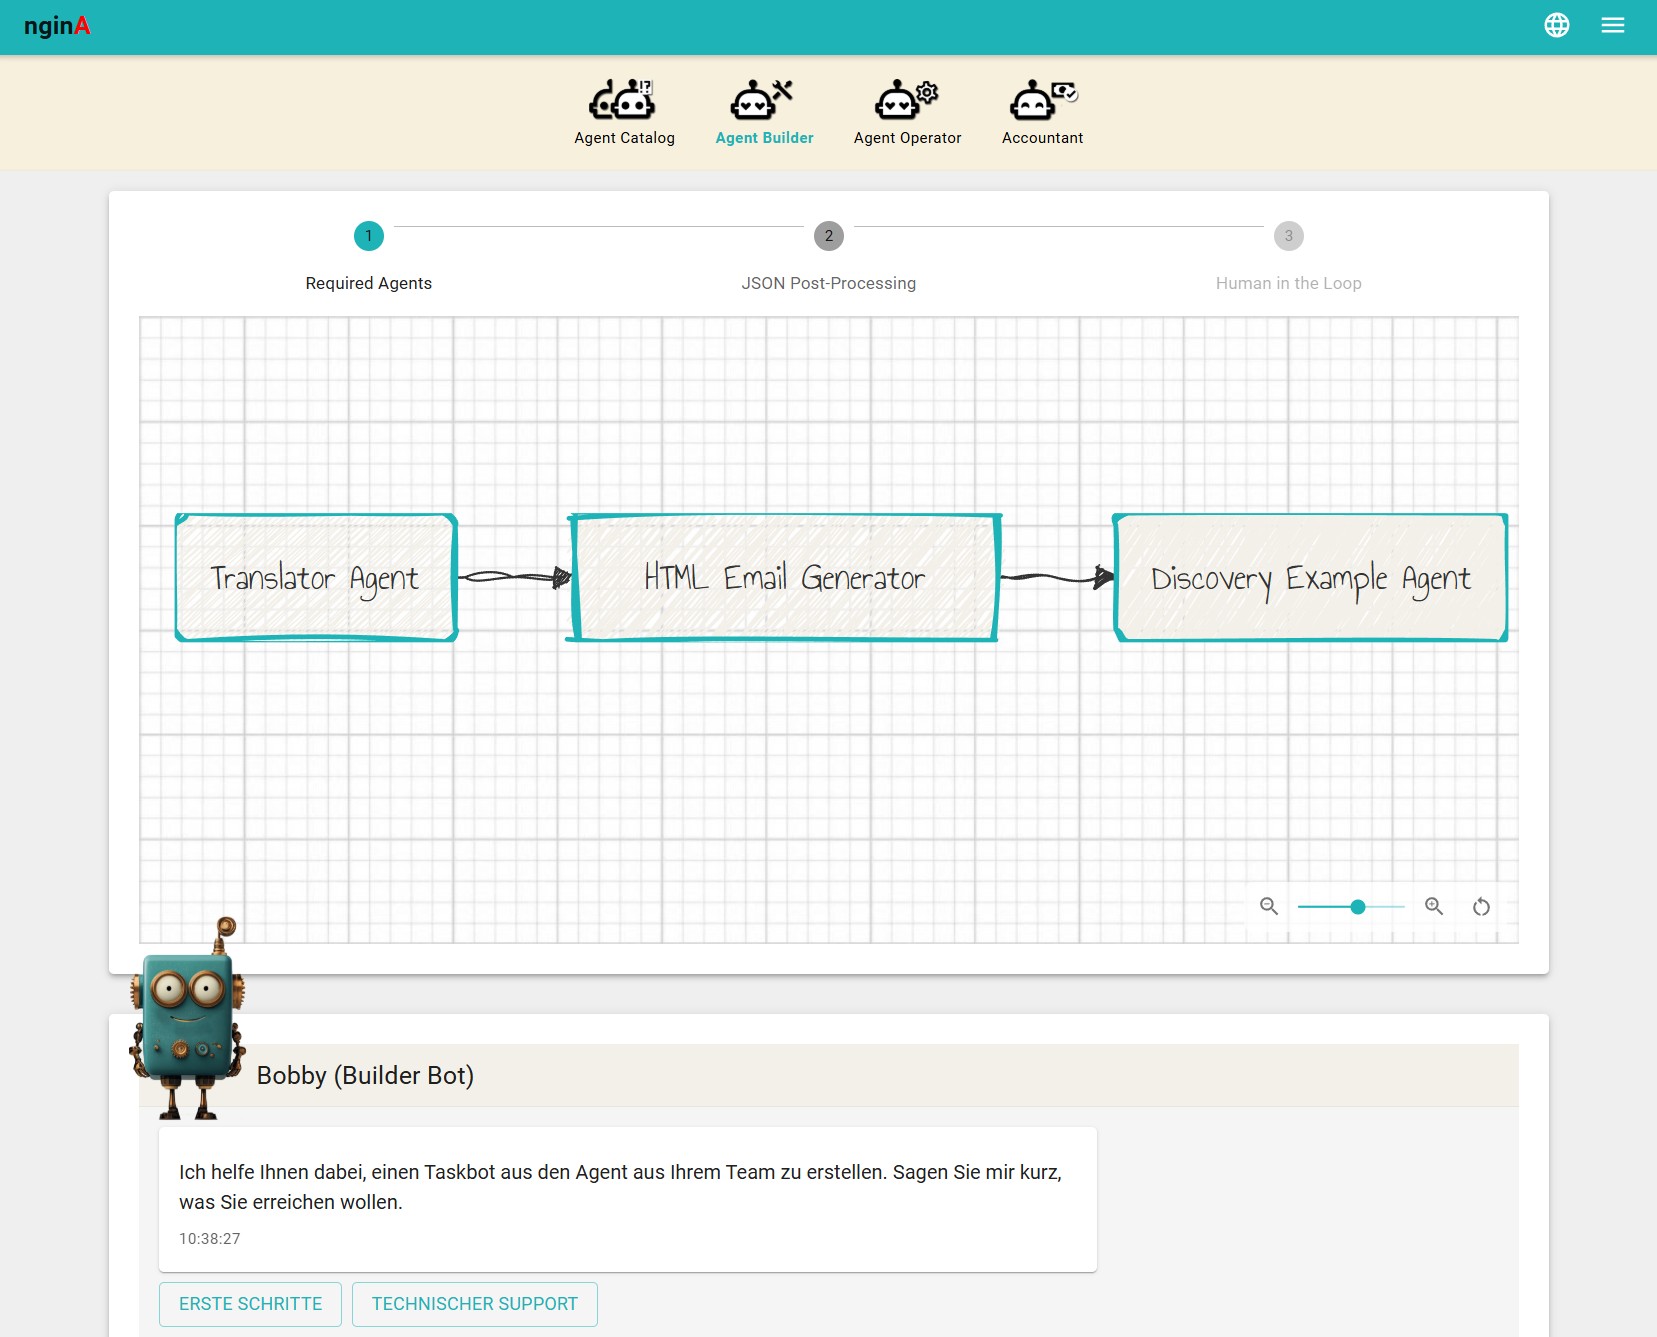 nginA
Agent Catalog
Agent Builder
Agent Operator
Accountant
1
2
3
Required Agents
JSON Post-Processing
Human in the Loop
Translator Agent
HTML Email Generator
Discovery Example Agent
Bobby (Builder Bot)
Ich helfe Ihnen dabei, einen Taskbot aus den Agent aus Ihrem Team zu erstellen. Sagen Sie mir kurz,
was Sie erreichen wollen.
10:38:27
ERSTE SCHRITTE
TECHNISCHER SUPPORT